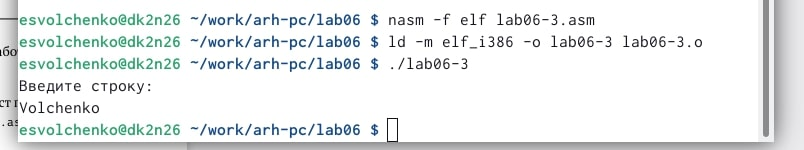 esvolchenko@dk2n26 ~/work/arh-pc/lab06 $ nasm -f elf lab06-3.asm
esvolchenko@dk2n26 ~/work/arh-pc/lab06 $ ld -m elf_i386 -o lab06-3 lab06-3.o
esvolchenko@dk2n26 ~/work/arh-pc/lab06 $ ./lab06-3
Введите строку:
Volchenko
esvolchenko@dk2n26 ~/work/arh-pc/lab06 $